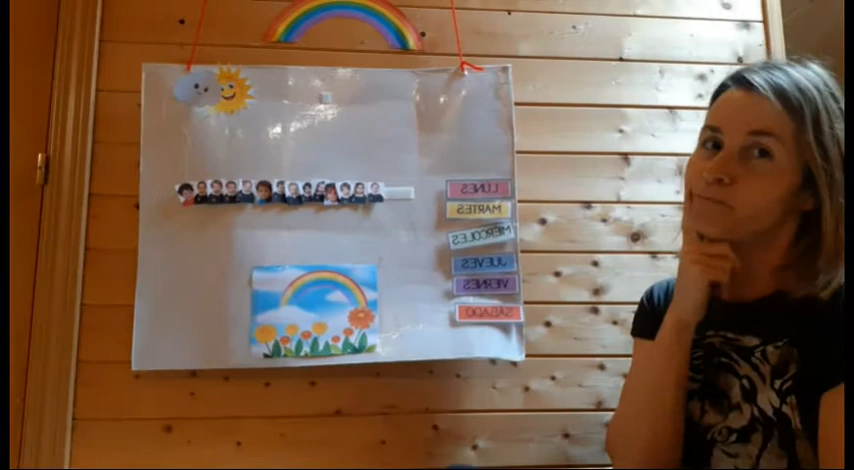 LUNES
MARTES
MIÉRCOLES
JUEVES
VIERNES
SÁBADO